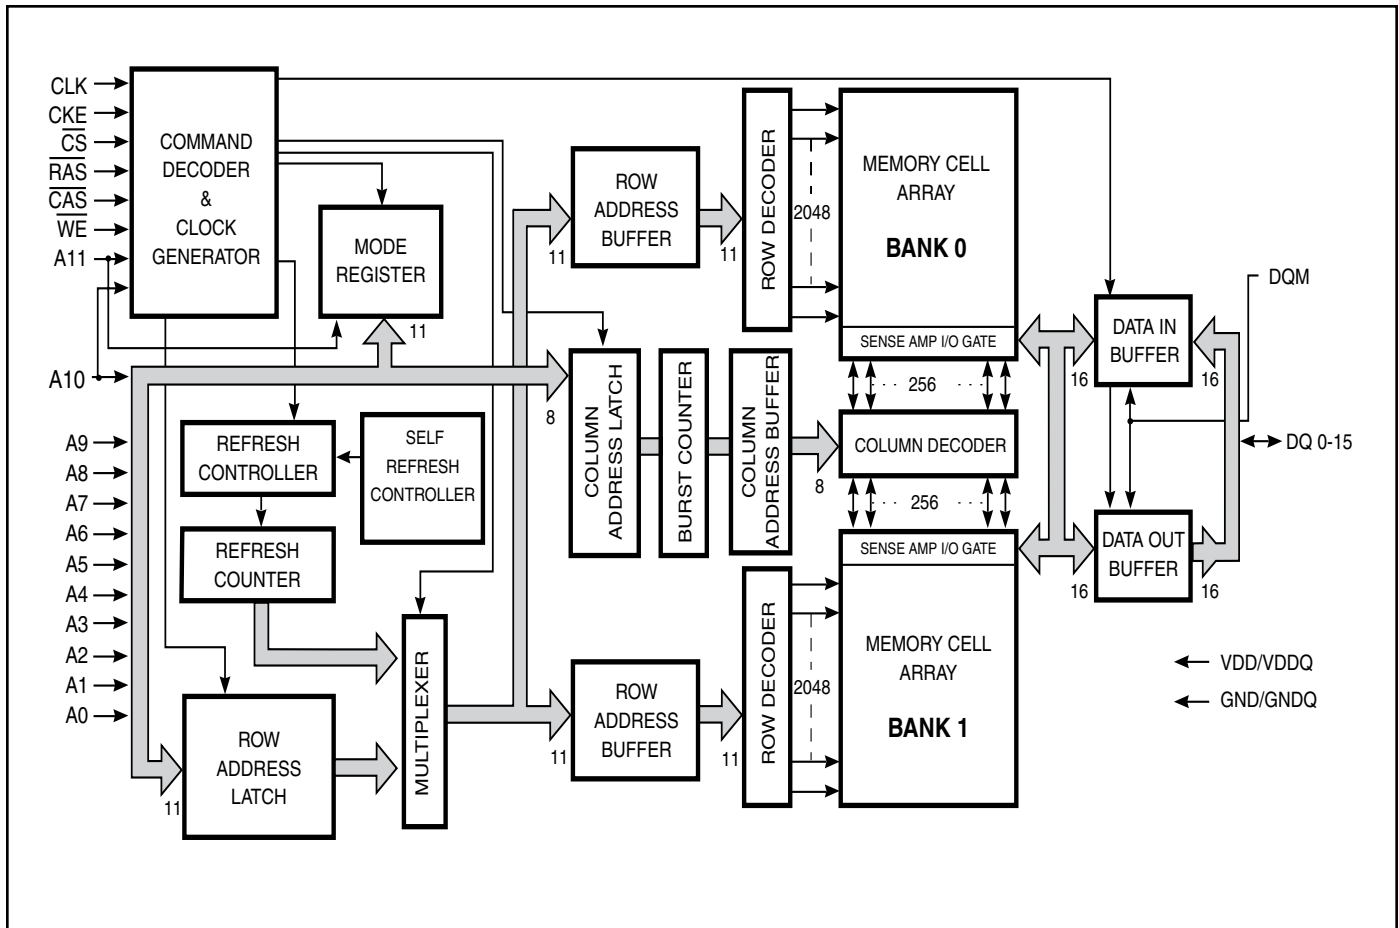 CLK
CKE
CS
RAS
CAS
WE
A11
A10
A9
A8
A7
A6
A5
A4
A3
A2
A1
A0
COMMAND
DECODER
&
CLOCK
GENERATOR
MODE
REGISTER
11
REFRESH
CONTROLLER
SELF
REFRESH
CONTROLLER
REFRESH
COUNTER
ROW
ADDRESS
LATCH
11
MULTIPLEXER
ROW
ADDRESS
BUFFER
11
11
ROW DECODER
2048
MEMORY CELL
ARRAY
BANK 0
SENSE AMP I/O GATE
8
COLUMN
ADDRESS LATCH
BURST COUNTER
COLUMN
ADDRESS BUFFER
8
256
COLUMN DECODER
256
ROW
ADDRESS
BUFFER
11
11
ROW DECODER
2048
SENSE AMP I/O GATE
MEMORY CELL
ARRAY
BANK 1
DQM
DATA IN
BUFFER
16
16
DQ 0-15
DATA OUT
BUFFER
16
16
VDD/VDDQ
GND/GNDQ